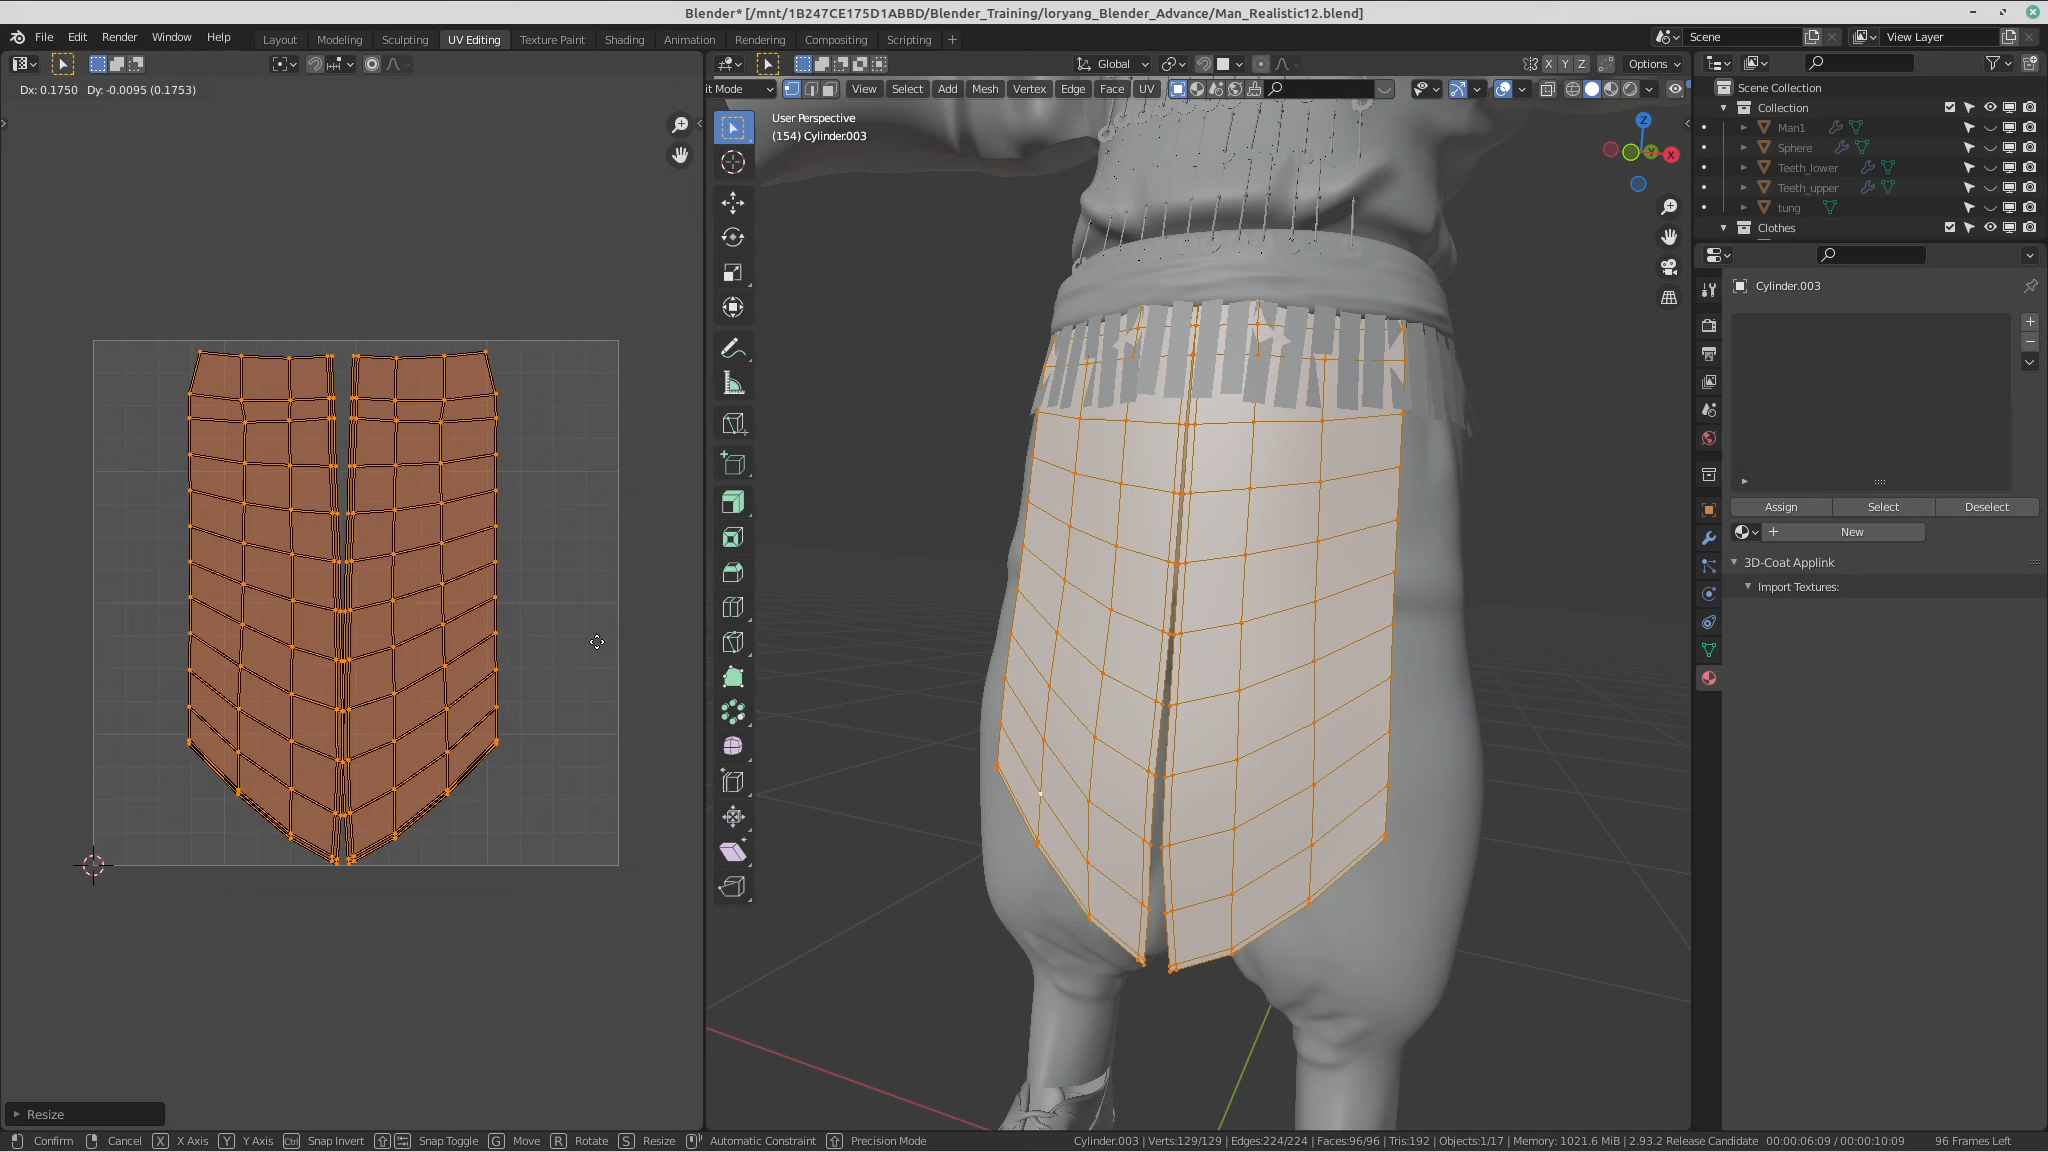 Blender* [/mnt/1B247CE175D1ABBD/Blender_Training/loryang_Blender_Advance/Man_Realistic12.blend]
File Edit Render Window Help Layout Modeling Sculpting UV Editing Texture Paint Shading Animation Rendering Compositing Scripting + Scene View Layer
Global X Y Z Options
Dx: 0.1750 Dy: -0.0095 (0.1753)
it Mode View Select Add Mesh Vertex Edge Face UV
User Perspective
(154) Cylinder.003
Z
X
Y
Scene Collection
Collection
Man1
Sphere
Teeth_lower
Teeth_upper
tung
Clothes
Cylinder.003
Assign Select Deselect
New
3D-Coat Applink
Import Textures:
Resize
Confirm Cancel X X Axis Y Y Axis Ctrl Snap Invert Snap Toggle G Move R Rotate S Resize Automatic Constraint Precision Mode Cylinder.003 | Verts:129/129 | Edges:224/224 | Faces:96/96 | Tris:192 | Objects:1/17 | Memory: 1021.6 MiB | 2.93.2 Release Candidate 00:00:06:09 / 00:00:10:09 96 Frames Left